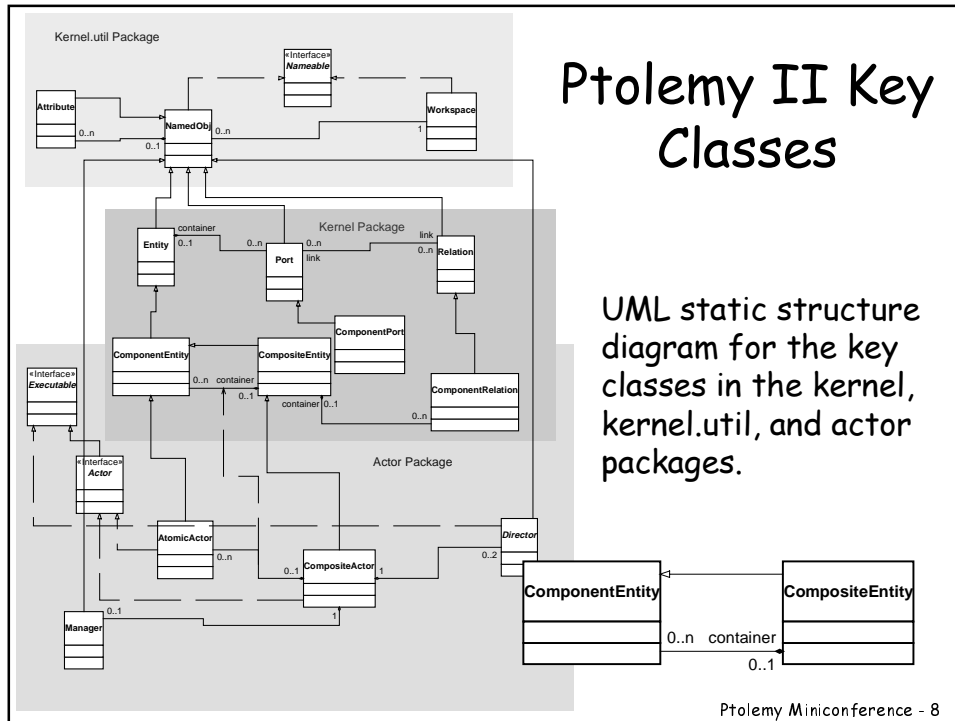 Kernel.util Package
«Interface»
Nameable
Attribute
NamedObj
Workspace
0..n
0..1
0..n
1
Ptolemy II Key
Classes
Kernel Package
Entity
container
0..1
0..n
Port
0..n
link
link
0..n
Relation
ComponentPort
ComponentEntity
CompositeEntity
0..n
container
0..1
container
0..1
0..n
ComponentRelation
UML static structure
diagram for the key
classes in the kernel,
kernel.util, and actor
packages.
«Interface»
Executable
«Interface»
Actor
Actor Package
AtomicActor
0..n
0..1
CompositeActor
1
0..2
Director
Manager
0..1
1
ComponentEntity
CompositeEntity
0..n container
0..1
Ptolemy Miniconference - 8